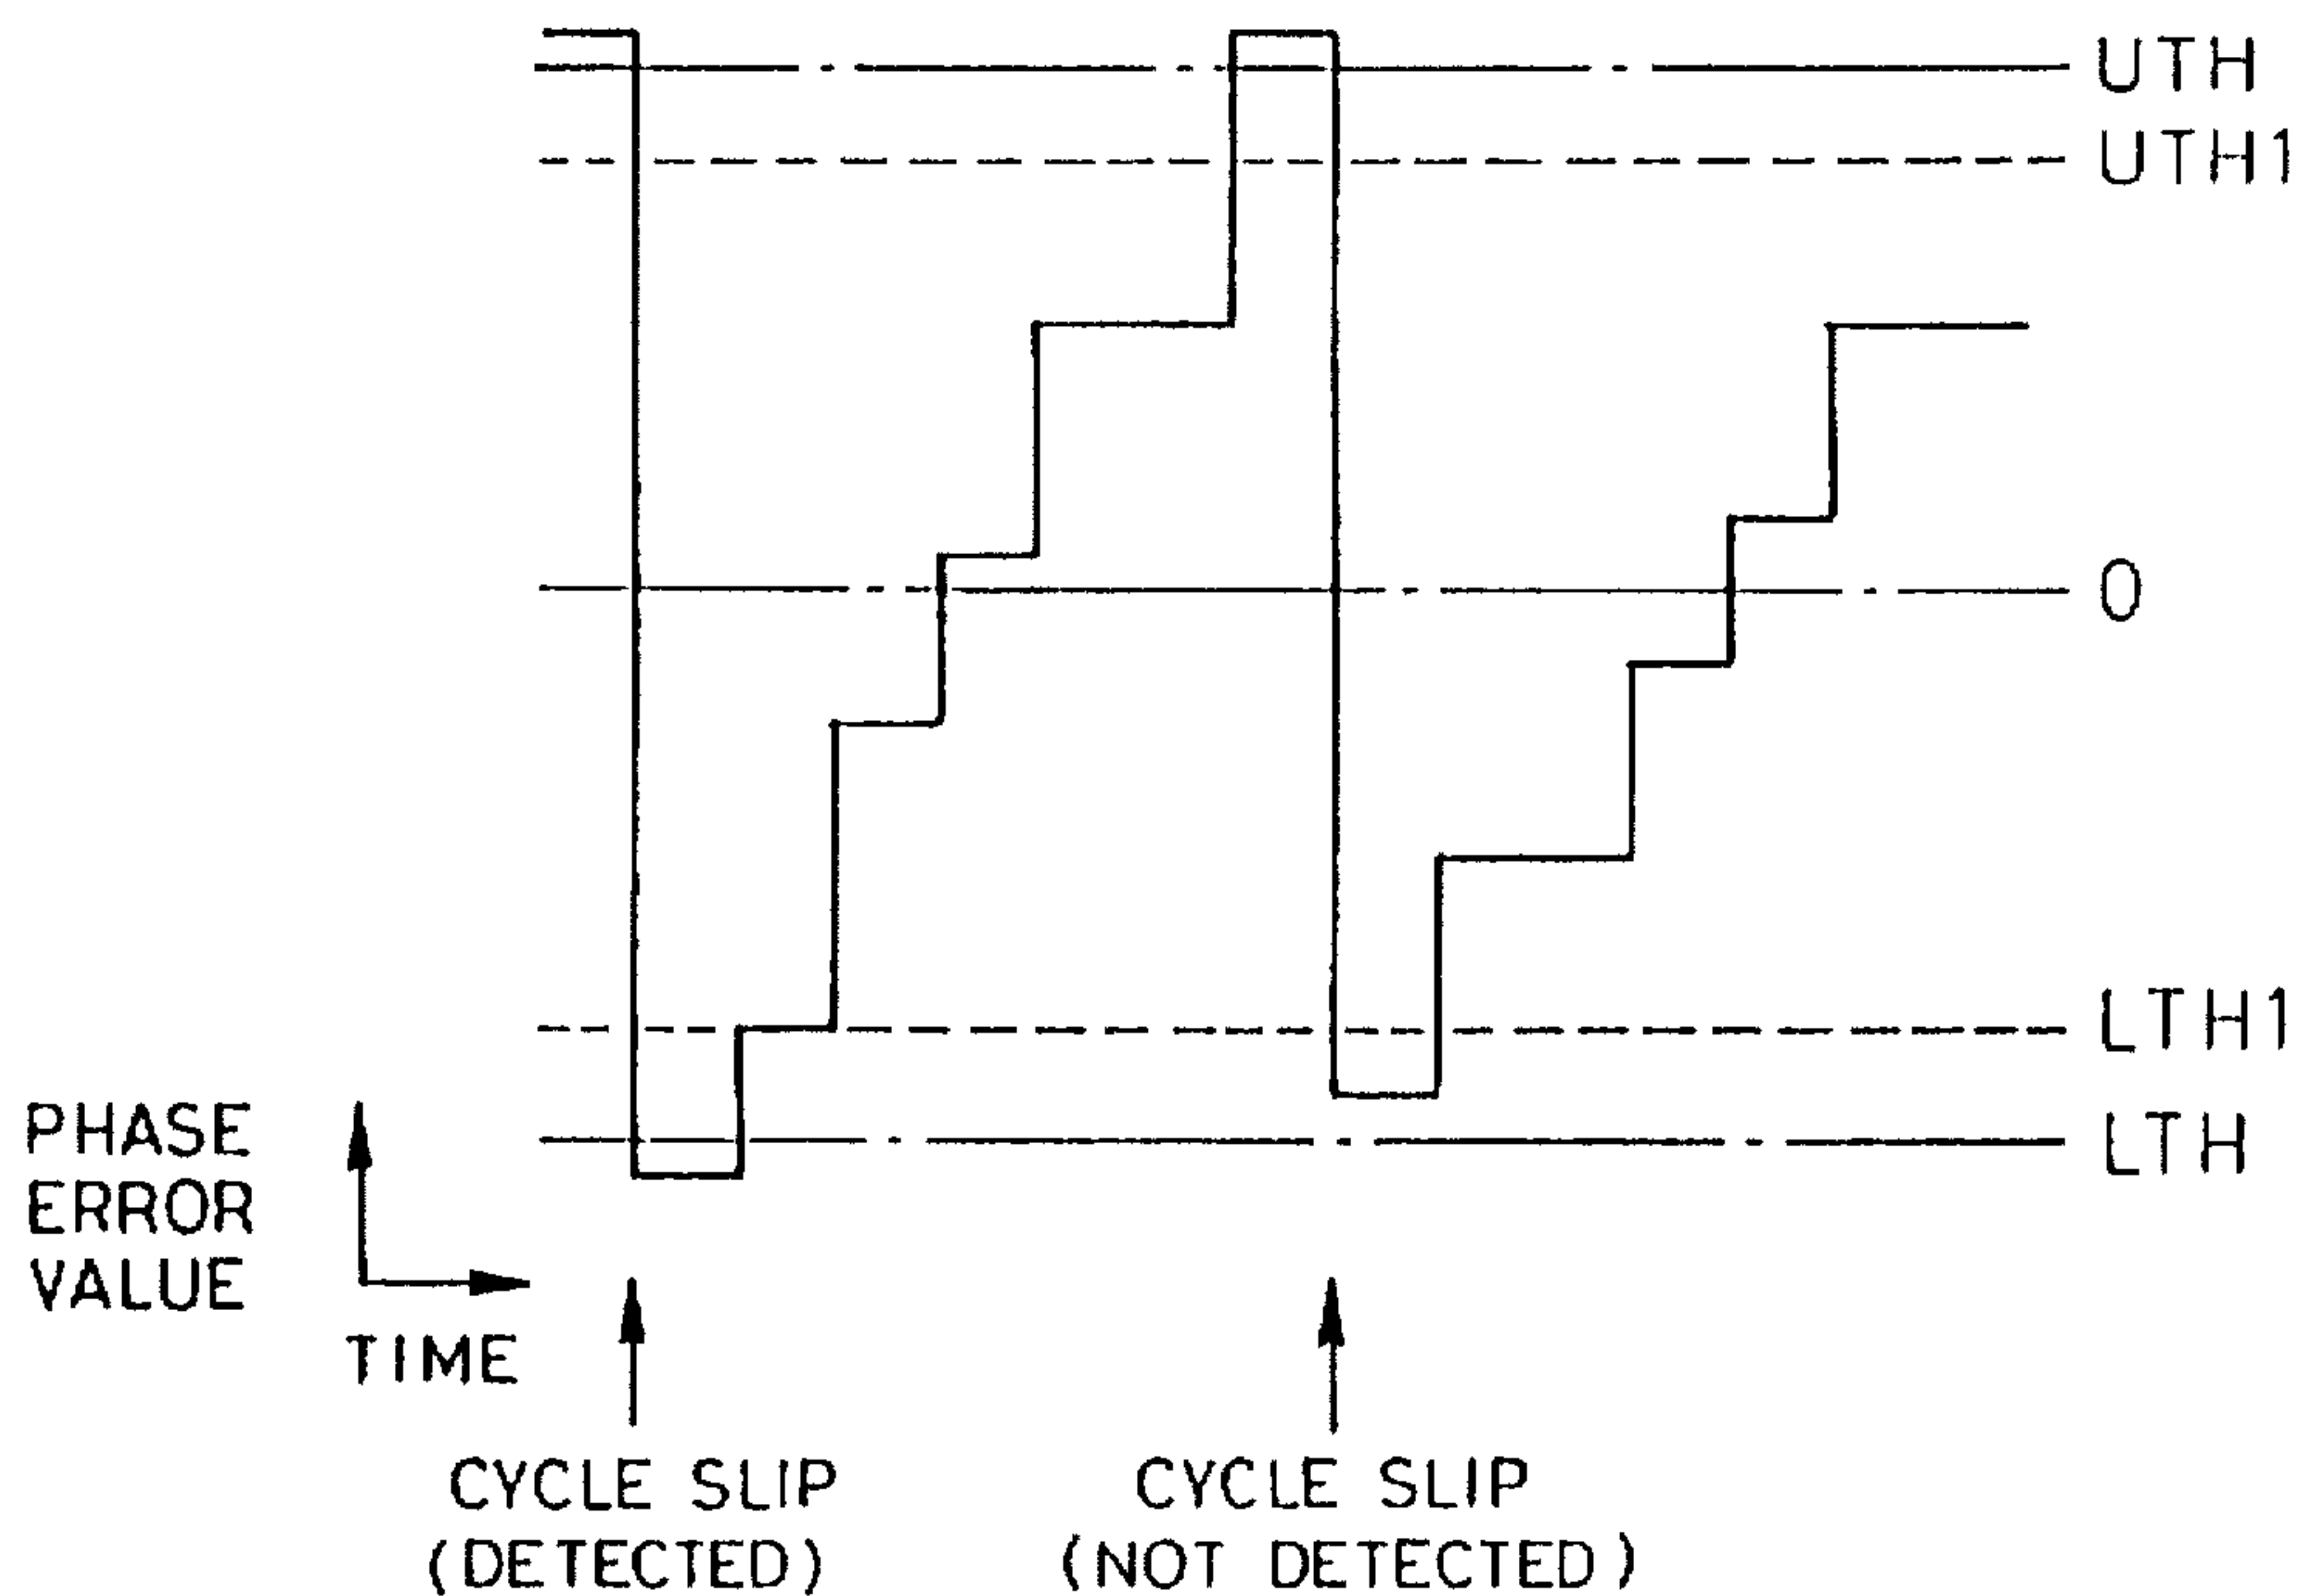 UTH
UTH1
0
LTH1
LTH
PHASE
ERROR
VALUE
TIME
CYCLE SLIP
(DETECTED)
CYCLE SLIP
(NOT DETECTED)